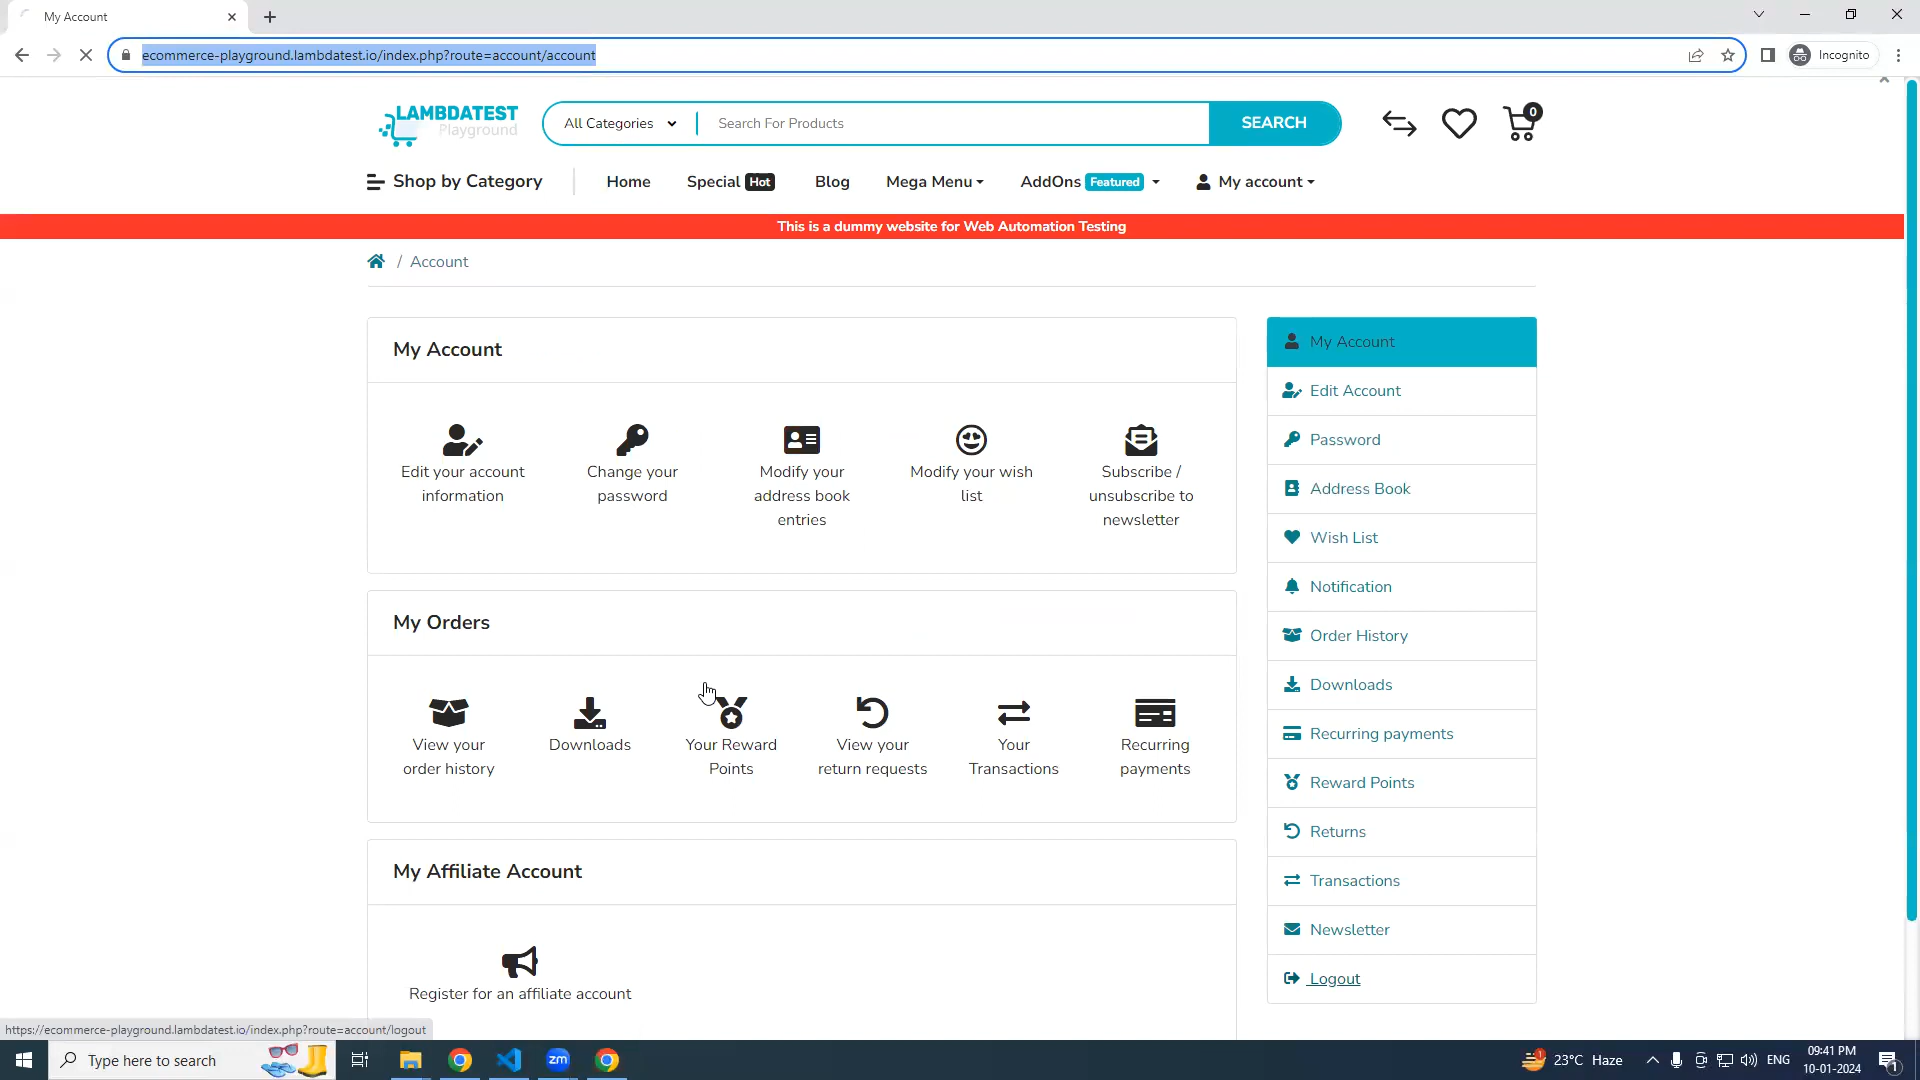 My Account
ecommerce-playground.lambdatest.io/index.php?route=account/account
Incognito
LAMBDATEST
Playground
All Categories
Search For Products
SEARCH
0
Shop by Category
Home
Special Hot
Blog
Mega Menu
AddOns Featured
My account
This is a dummy website for Web Automation Testing
/ Account
My Account
Edit your account
information
Change your
password
Modify your
address book
entries
Modify your wish
list
Subscribe /
unsubscribe to
newsletter
My Orders
View your
order history
Downloads
Your Reward
Points
View your
return requests
Your
Transactions
Recurring
payments
My Affiliate Account
Register for an affiliate account
My Account
Edit Account
Password
Address Book
Wish List
Notification
Order History
Downloads
Recurring payments
Reward Points
Returns
Transactions
Newsletter
Logout
https://ecommerce-playground.lambdatest.io/index.php?route=account/logout
Type here to search
zm
23°C Haze
ENG
09:41 PM
10-01-2024
1